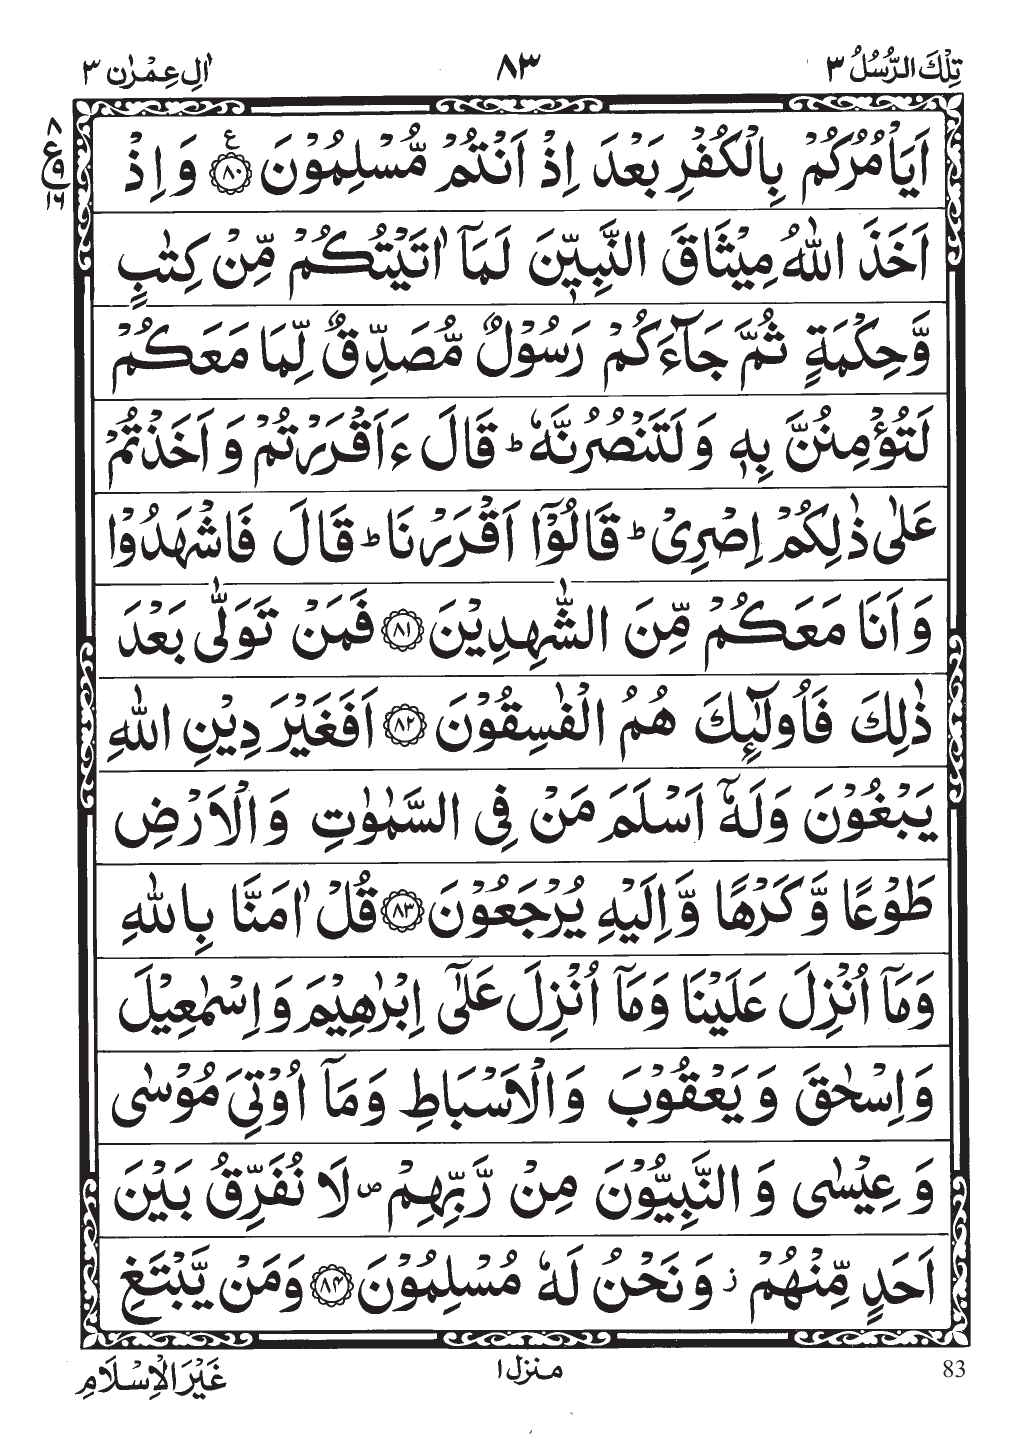 تِلْكَ الرُّسُلُ ٣ ٨٣ اٰلِ عِمْرٰن ٣
اَيَاْمُرُكُمْ بِالْكُفْرِ بَعْدَ اِذْ اَنْتُمْ مُّسْلِمُوْنَ ﴿٨٠﴾ ع وَ اِذْ
٨ ع ٩ ١٦
اَخَذَ اللّٰهُ مِيْثَاقَ النَّبِيّٖنَ لَمَاۤ اٰتَيْتُكُمْ مِّنْ كِتٰبٍ
وَّحِكْمَةٍ ثُمَّ جَآءَكُمْ رَسُوْلٌ مُّصَدِّقٌ لِّمَا مَعَكُمْ
لَتُؤْمِنُنَّ بِهٖ وَ لَتَنْصُرُنَّهٗ ؕ قَالَ ءَاَقْرَرْتُمْ وَ اَخَذْتُمْ
عَلٰى ذٰلِكُمْ اِصْرِىْ ؕ قَالُوْۤا اَقْرَرْنَا ؕ قَالَ فَاشْهَدُوْا
وَ اَنَا مَعَكُمْ مِّنَ الشّٰهِدِيْنَ ﴿٨١﴾ فَمَنْ تَوَلّٰى بَعْدَ
ذٰلِكَ فَاُولٰٓئِكَ هُمُ الْفٰسِقُوْنَ ﴿٨٢﴾ اَفَغَيْرَ دِيْنِ اللّٰهِ
يَبْغُوْنَ وَلَهٗۤ اَسْلَمَ مَنْ فِى السَّمٰوٰتِ وَالْاَرْضِ
طَوْعًا وَّ كَرْهًا وَّ اِلَيْهِ يُرْجَعُوْنَ ﴿٨٣﴾ قُلْ اٰمَنَّا بِاللّٰهِ
وَمَاۤ اُنْزِلَ عَلَيْنَا وَمَاۤ اُنْزِلَ عَلٰٓى اِبْرٰهِيْمَ وَ اِسْمٰعِيْلَ
وَ اِسْحٰقَ وَ يَعْقُوْبَ وَالْاَسْبَاطِ وَمَاۤ اُوْتِىَ مُوْسٰى
وَ عِيْسٰى وَ النَّبِيُّوْنَ مِنْ رَّبِّهِمْ ص لَا نُفَرِّقُ بَيْنَ
اَحَدٍ مِّنْهُمْ ز وَ نَحْنُ لَهٗ مُسْلِمُوْنَ ﴿٨٤﴾ وَمَنْ يَّبْتَغِ
83 منزل ١ غَيْرَ الْاِسْلَامِ